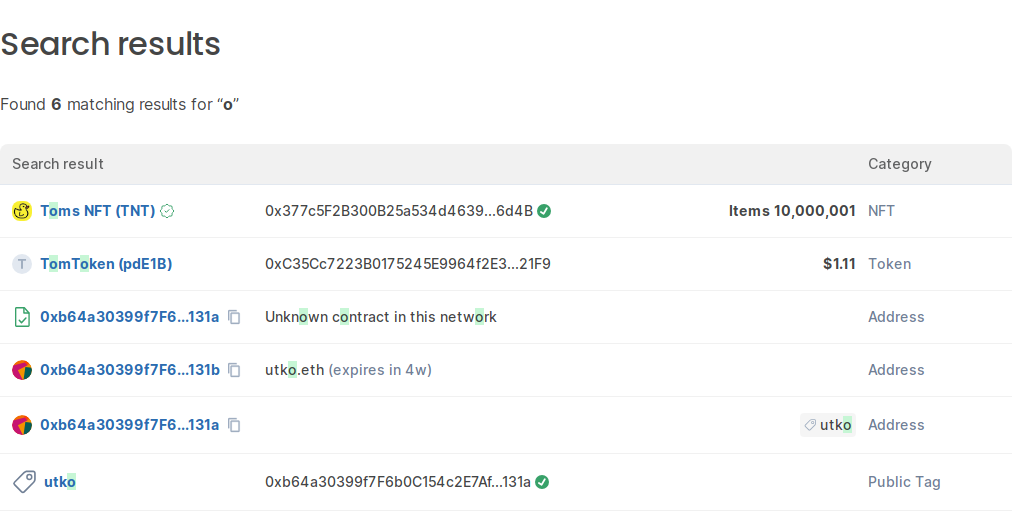 Search results
Found 6 matching results for “o”
Search result Category
Toms NFT (TNT) 0x377c5F2B300B25a534d4639...6d4B Items 10,000,001 NFT
T TomToken (pdE1B) 0xC35Cc7223B0175245E9964f2E3...21F9 $1.11 Token
0xb64a30399f7F6...131a Unknown contract in this network Address
0xb64a30399f7F6...131b utko.eth (expires in 4w) Address
0xb64a30399f7F6...131a utko Address
utko 0xb64a30399f7F6b0C154c2E7Af...131a Public Tag